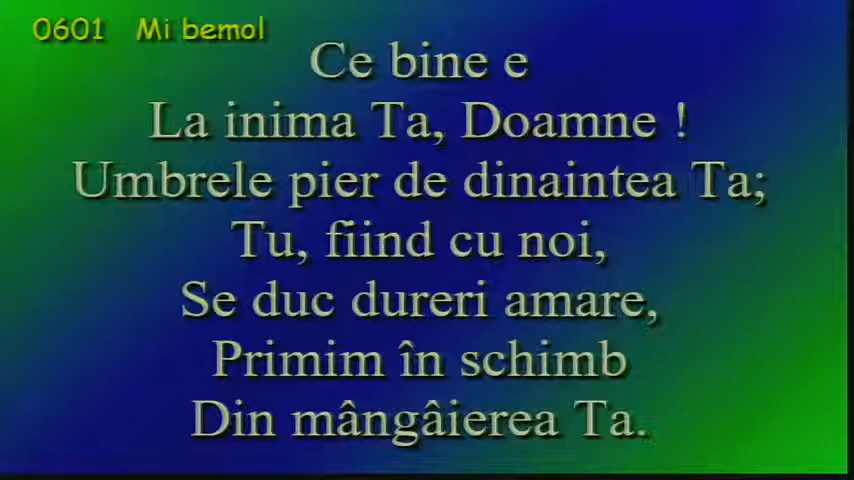 0601 Mi bemol
Ce bine e
La inima Ta, Doamne !
Umbrele pier de dinaintea Ta;
Tu, fiind cu noi,
Se duc dureri amare,
Primim în schimb
Din mângâierea Ta.